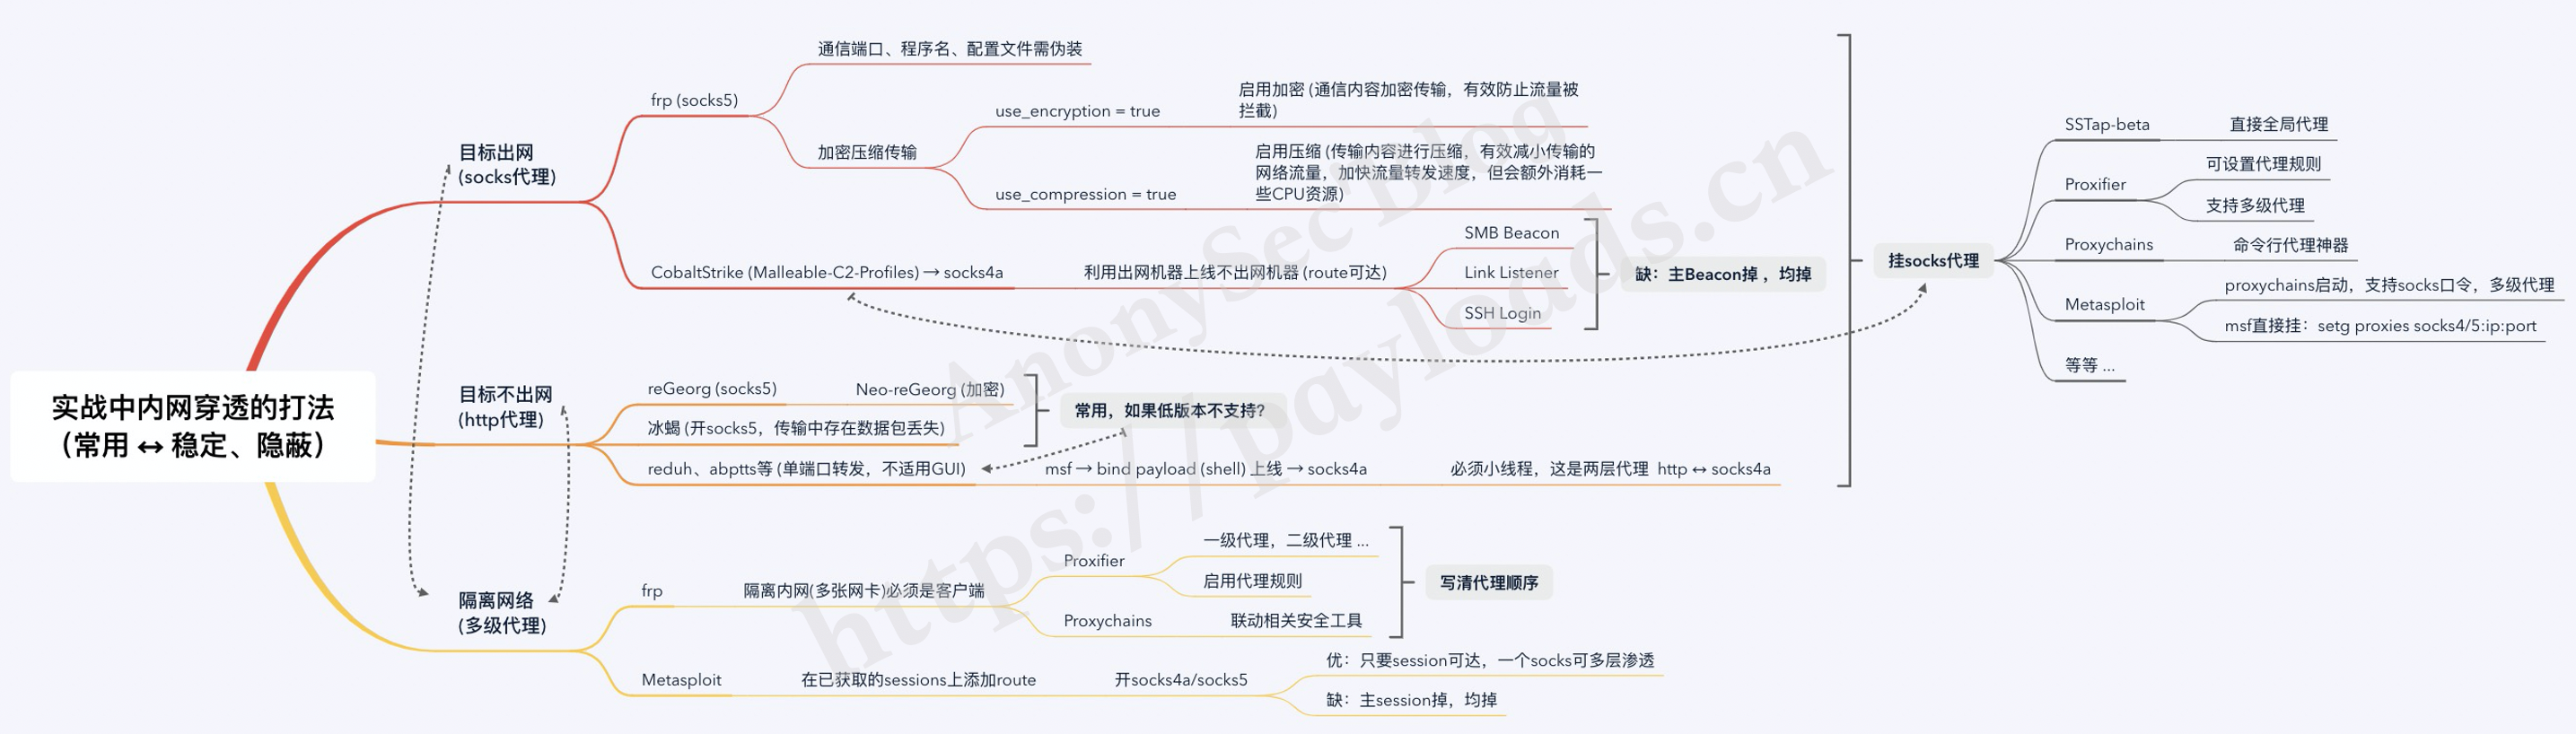 实战中内网穿透的打法
（常用 ↔ 稳定、隐蔽）
目标出网
(socks代理)
frp (socks5)
通信端口、程序名、配置文件需伪装
加密压缩传输
use_encryption = true
启用加密 (通信内容加密传输，有效防止流量被
拦截)
use_compression = true
启用压缩 (传输内容进行压缩，有效减小传输的
网络流量，加快流量转发速度，但会额外消耗一
些CPU资源)
CobaltStrike (Malleable-C2-Profiles) → socks4a
利用出网机器上线不出网机器 (route可达)
SMB Beacon
Link Listener
SSH Login
缺：主Beacon掉 ，均掉
目标不出网
(http代理)
reGeorg (socks5)
Neo-reGeorg (加密)
冰蝎 (开socks5，传输中存在数据包丢失)
常用，如果低版本不支持?
reduh、abptts等 (单端口转发，不适用GUI)
msf → bind payload (shell) 上线 → socks4a
必须小线程，这是两层代理 http ↔ socks4a
挂socks代理
SSTap-beta
直接全局代理
Proxifier
可设置代理规则
支持多级代理
Proxychains
命令行代理神器
Metasploit
proxychains启动，支持socks口令，多级代理
msf直接挂：setg proxies socks4/5:ip:port
等等 ...
隔离网络
(多级代理)
frp
隔离内网(多张网卡)必须是客户端
Proxifier
一级代理，二级代理 ...
启用代理规则
Proxychains
联动相关安全工具
写清代理顺序
Metasploit
在已获取的sessions上添加route
开socks4a/socks5
优：只要session可达，一个socks可多层渗透
缺：主session掉，均掉
AnonySec'Blog
https://payloads.cn